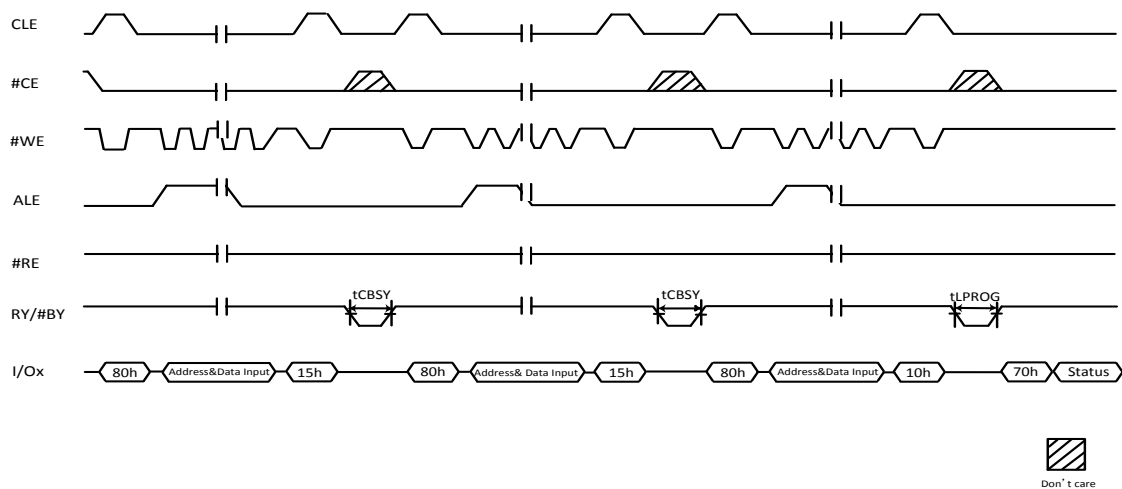 CLE
#CE
#WE
ALE
#RE
RY/#BY tCBSY tCBSY tLPROG
I/Ox 80h Address&Data Input 15h 80h Address& Data Input 15h 80h Address&Data Input 10h 70h Status
Don't care